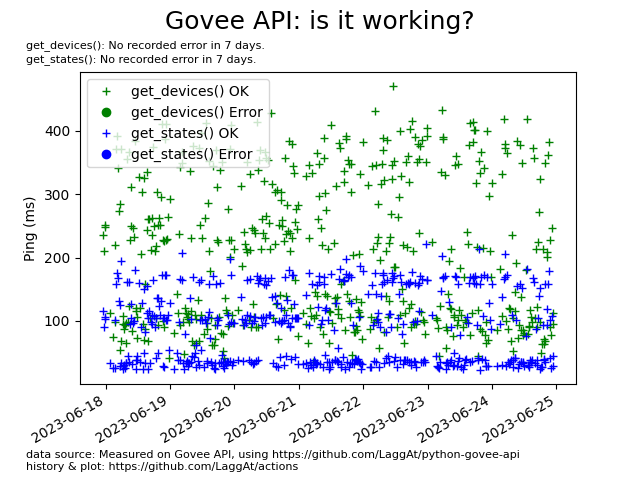 Govee API: is it working?
get_devices(): No recorded error in 7 days.
get_states(): No recorded error in 7 days.
get_devices() OK
get_devices() Error
get_states() OK
get_states() Error
Ping (ms)
400
300
200
100
2023-06-18
2023-06-19
2023-06-20
2023-06-21
2023-06-22
2023-06-23
2023-06-24
2023-06-25
data source: Measured on Govee API, using https://github.com/LaggAt/python-govee-api
history & plot: https://github.com/LaggAt/actions